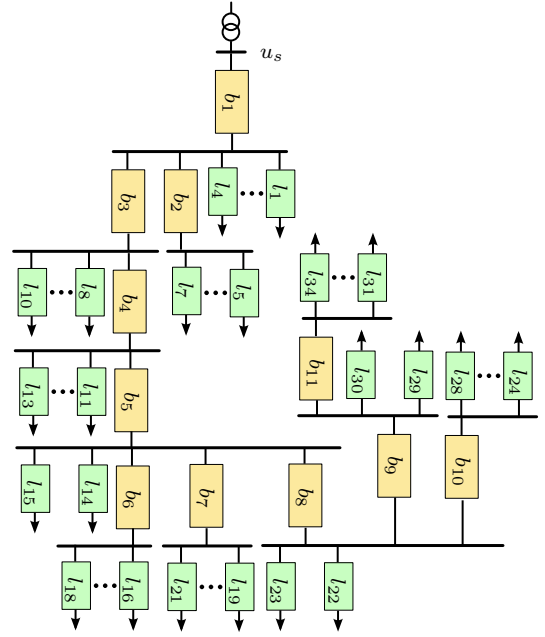 u_s
b_1
b_3
b_2
l_4 ... l_1
l_10 ... l_8
b_4
l_7 ... l_5
l_34 ... l_31
l_13 ... l_11
b_5
b_11
l_30
l_29
l_28 ... l_24
l_15
l_14
b_6
b_7
b_8
b_9
b_10
l_18 ... l_16
l_21 ... l_19
l_23
l_22